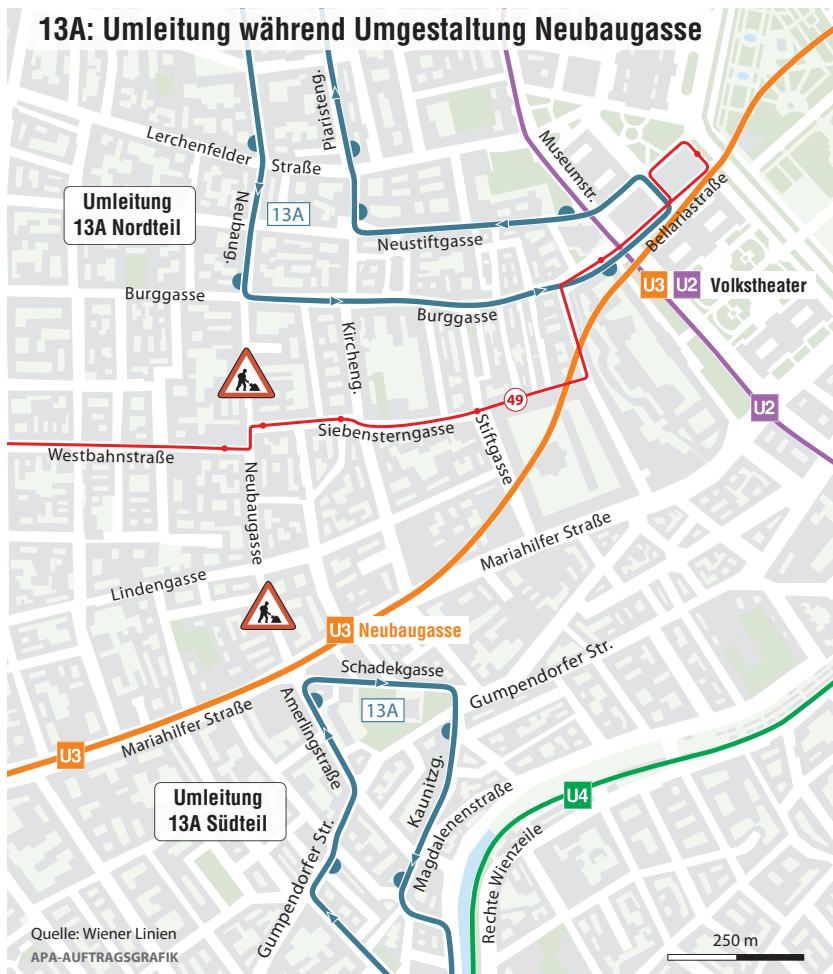 13A: Umleitung während Umgestaltung Neubaugasse
Piaristeng.
Lerchenfelder
Straße
Museumstr.
Umleitung
13A Nordteil
Neubaug.
13A
Neustiftgasse
Bellariastraße
Burggasse
Burggasse
U3
U2
Volkstheater
Kircheng.
49
U2
Siebensterngasse
Stiftgasse
Westbahnstraße
Neubaugasse
Mariahilfer Straße
Lindengasse
U3 Neubaugasse
Schadekgasse
Gumpendorfer Str.
13A
Amerlingstraße
Mariahilfer Straße
U3
Kaunitzg.
Umleitung
13A Südteil
U4
Magdalenenstraße
Gumpendorfer Str.
Rechte Wienzeile
Quelle: Wiener Linien
APA-AUFTRAGSGRAFIK
250 m